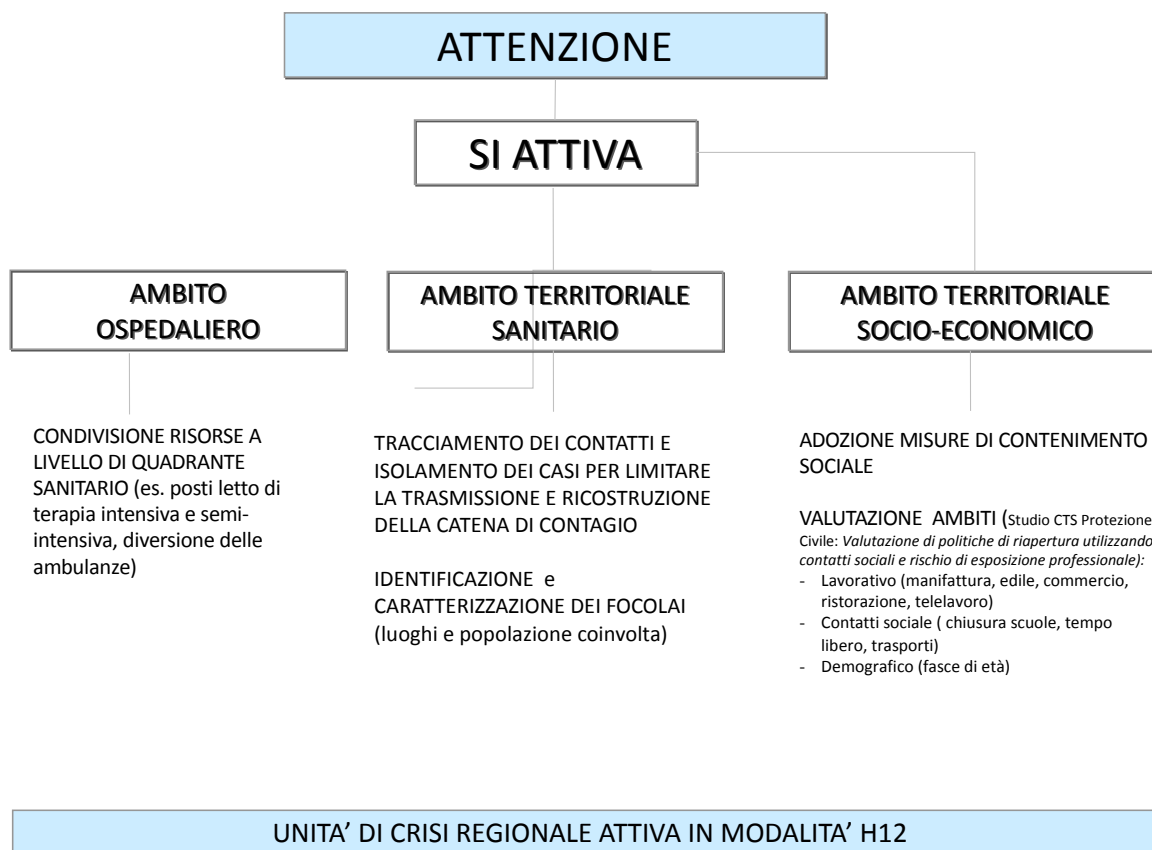 ATTENZIONE
SI ATTIVA
AMBITO
OSPEDALIERO
CONDIVISIONE RISORSE A
LIVELLO DI QUADRANTE
SANITARIO (es. posti letto di
terapia intensiva e semi-
intensiva, diversione delle
ambulanze)
AMBITO TERRITORIALE
SANITARIO
TRACCIAMENTO DEI CONTATTI E
ISOLAMENTO DEI CASI PER LIMITARE
LA TRASMISSIONE E RICOSTRUZIONE
DELLA CATENA DI CONTAGIO
IDENTIFICAZIONE e
CARATTERIZZAZIONE DEI FOCOLAI
(luoghi e popolazione coinvolta)
AMBITO TERRITORIALE
SOCIO-ECONOMICO
ADOZIONE MISURE DI CONTENIMENTO
SOCIALE
VALUTAZIONE AMBITI (Studio CTS Protezione
Civile: Valutazione di politiche di riapertura utilizzando
contatti sociali e rischio di esposizione professionale):
- Lavorativo (manifattura, edile, commercio,
ristorazione, telelavoro)
- Contatti sociale ( chiusura scuole, tempo
libero, trasporti)
- Demografico (fasce di età)
UNITA’ DI CRISI REGIONALE ATTIVA IN MODALITA’ H12